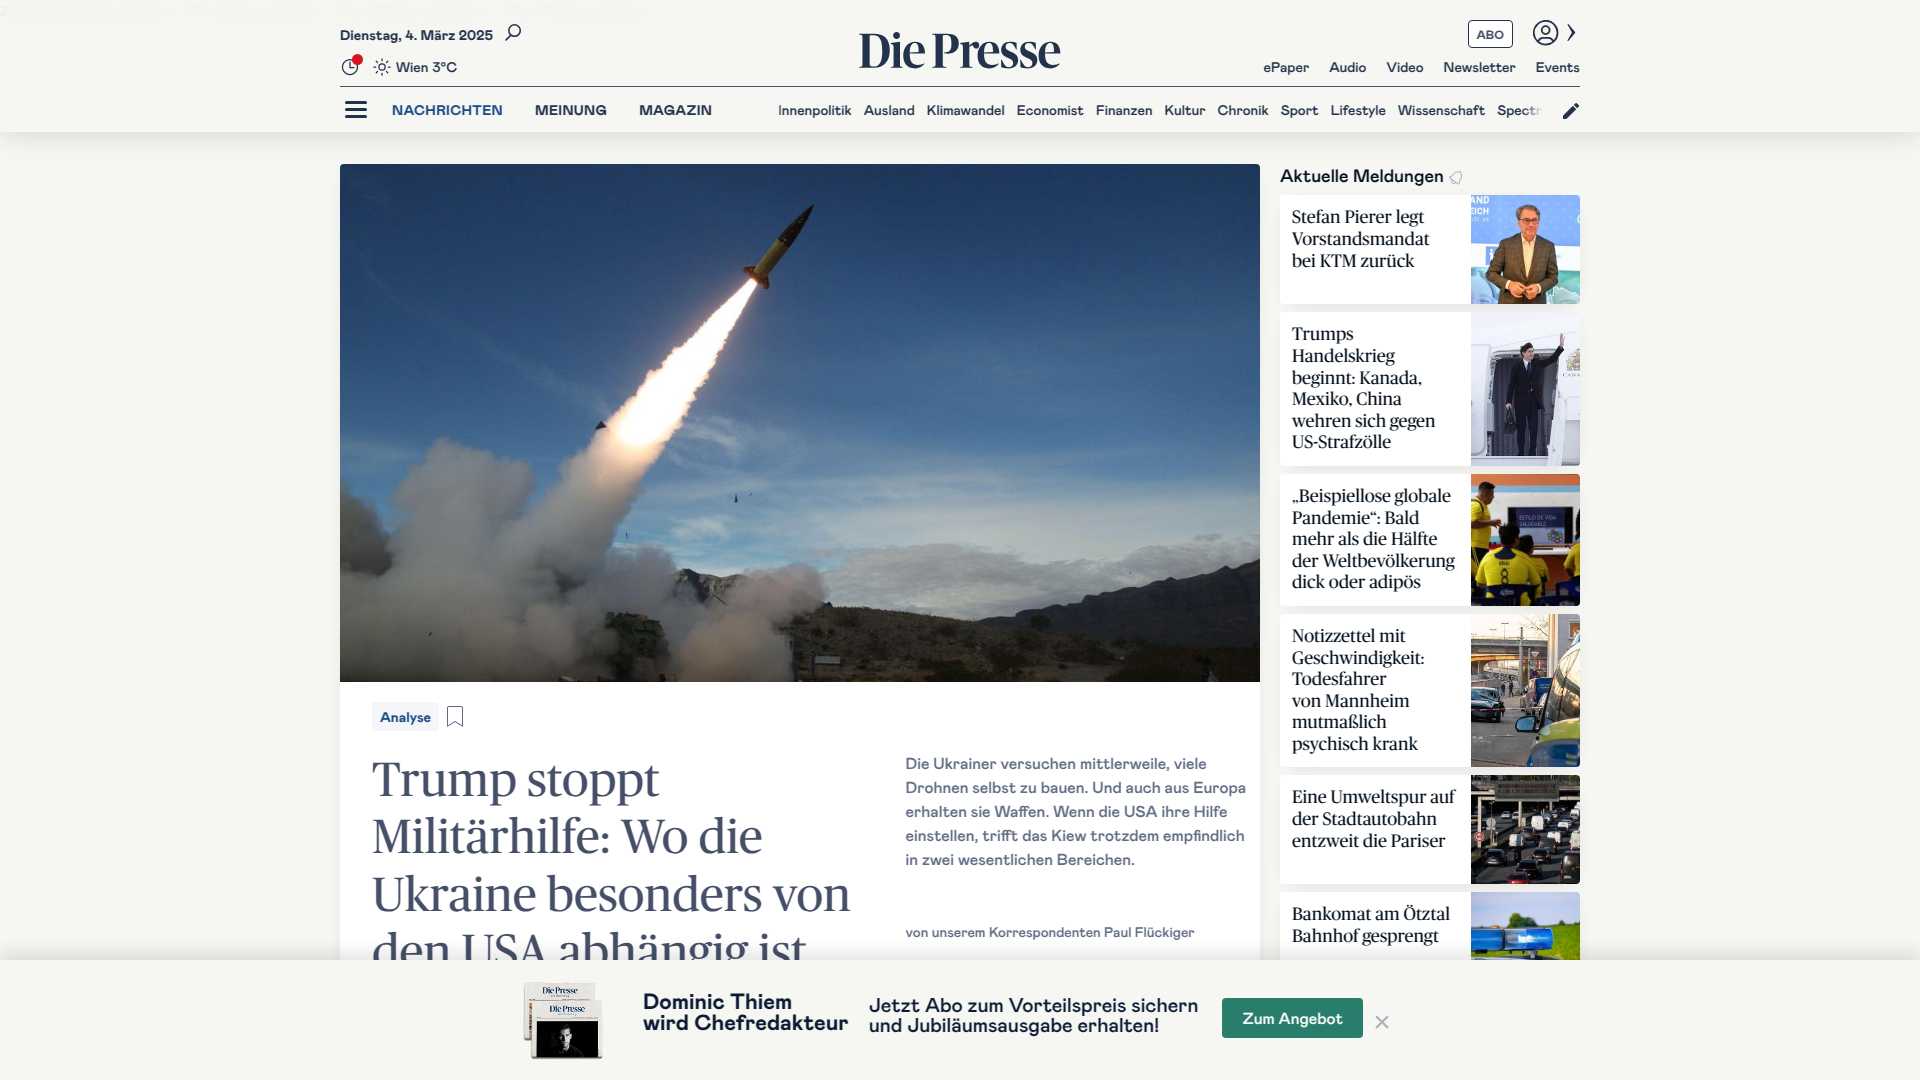 Dienstag, 4. März 2025
Wien 3°C
Die Presse
ABO
ePaper Audio Video Newsletter Events
NACHRICHTEN MEINUNG MAGAZIN
Innenpolitik Ausland Klimawandel Economist Finanzen Kultur Chronik Sport Lifestyle Wissenschaft Spectr
Analyse
Trump stoppt
Militärhilfe: Wo die
Ukraine besonders von
den USA abhängig ist
Die Ukrainer versuchen mittlerweile, viele
Drohnen selbst zu bauen. Und auch aus Europa
erhalten sie Waffen. Wenn die USA ihre Hilfe
einstellen, trifft das Kiew trotzdem empfindlich
in zwei wesentlichen Bereichen.
von unserem Korrespondenten Paul Flückiger
Aktuelle Meldungen
Stefan Pierer legt
Vorstandsmandat
bei KTM zurück
Trumps
Handelskrieg
beginnt: Kanada,
Mexiko, China
wehren sich gegen
US-Strafzölle
„Beispiellose globale
Pandemie“: Bald
mehr als die Hälfte
der Weltbevölkerung
dick oder adipös
Notizzettel mit
Geschwindigkeit:
Todesfahrer
von Mannheim
mutmaßlich
psychisch krank
Eine Umweltspur auf
der Stadtautobahn
entzweit die Pariser
Bankomat am Ötztal
Bahnhof gesprengt
Die Presse
Die Presse
Dominic Thiem
wird Chefredakteur
Jetzt Abo zum Vorteilspreis sichern
und Jubiläumsausgabe erhalten!
Zum Angebot